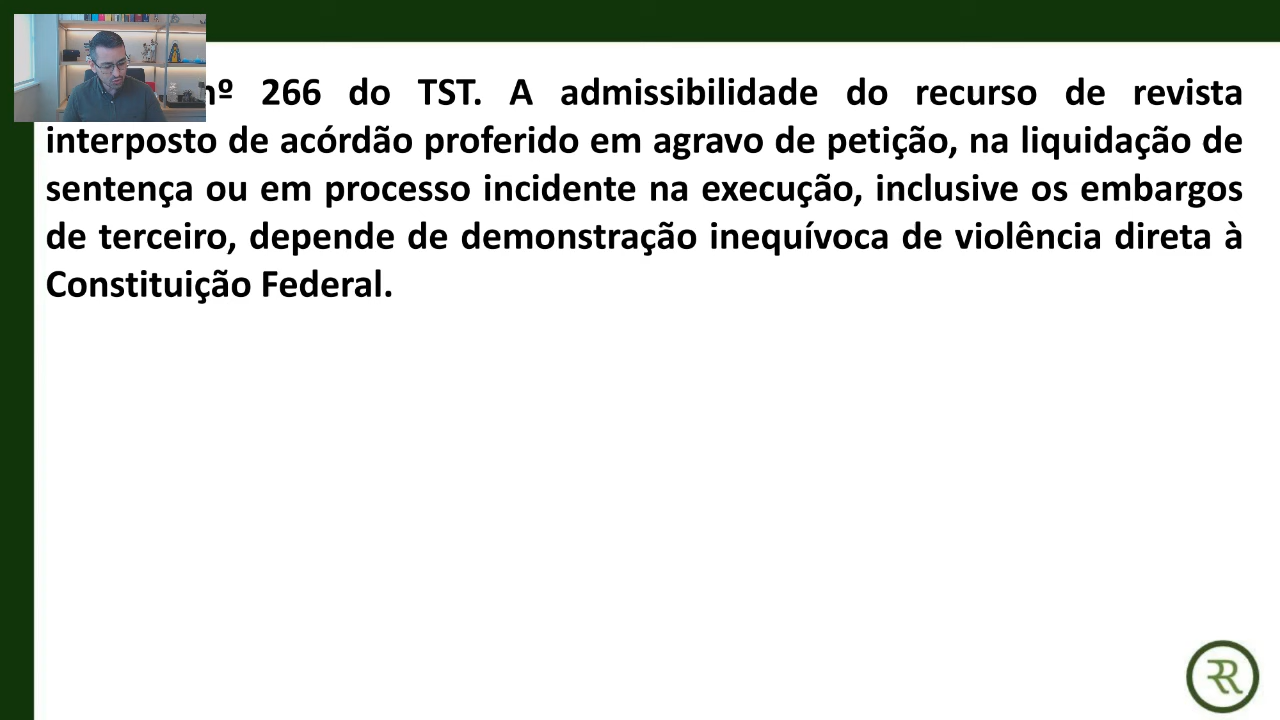 nº 266 do TST. A admissibilidade do recurso de revista
interposto de acórdão proferido em agravo de petição, na liquidação de
sentença ou em processo incidente na execução, inclusive os embargos
de terceiro, depende de demonstração inequívoca de violência direta à
Constituição Federal.